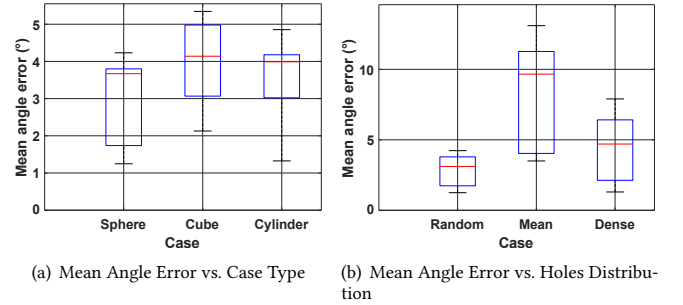 Mean angle error (°)
5
4
3
2
1
0
Sphere Cube Cylinder
Case
(a) Mean Angle Error vs. Case Type
Mean angle error (°)
10
5
0
Random Mean Dense
Case
(b) Mean Angle Error vs. Holes Distribu-
tion